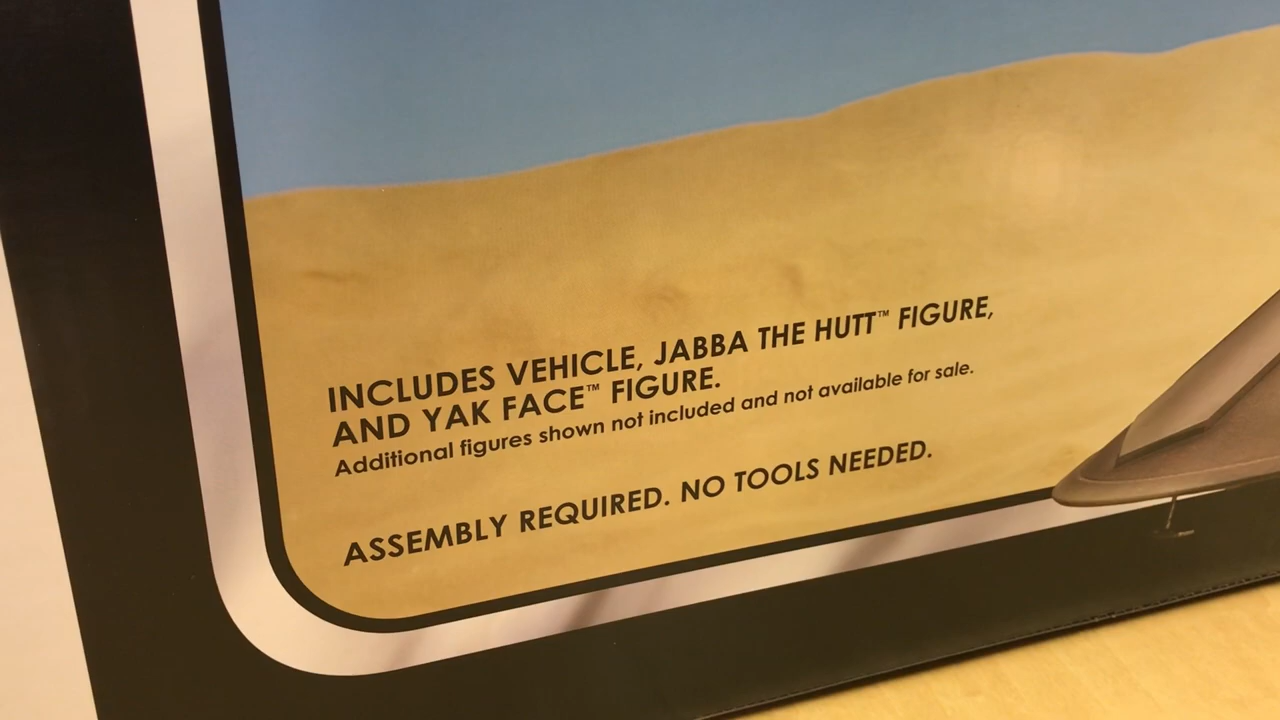 INCLUDES VEHICLE, JABBA THE HUTT™ FIGURE,
AND YAK FACE™ FIGURE.
Additional figures shown not included and not available for sale.
ASSEMBLY REQUIRED. NO TOOLS NEEDED.